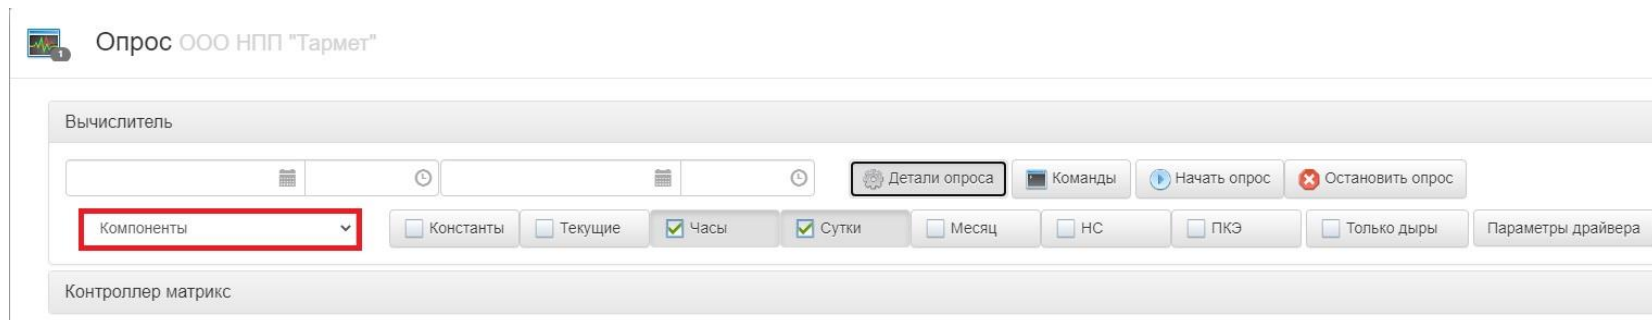 1
Опрос ООО НПП "Тармет"
Вычислитель
Детали опроса Команды Начать опрос Остановить опрос
Компоненты Константы Текущие Часы Сутки Месяц НС ПКЭ Только дыры Параметры драйвера
Контроллер матрикс